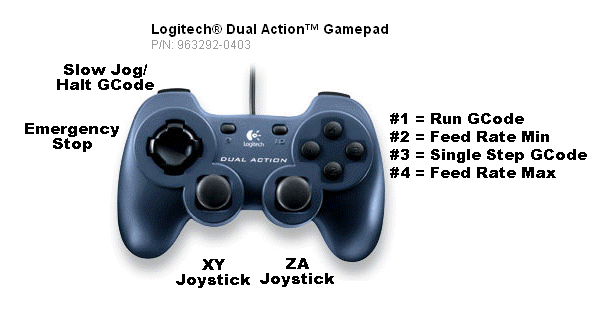 Logitech® Dual Action™ Gamepad
P/N: 963292-0403
Slow Jog/
Halt GCode
Emergency
Stop
#1 = Run GCode
#2 = Feed Rate Min
#3 = Single Step GCode
#4 = Feed Rate Max
Logitech
DUAL ACTION
XY
Joystick
ZA
Joystick